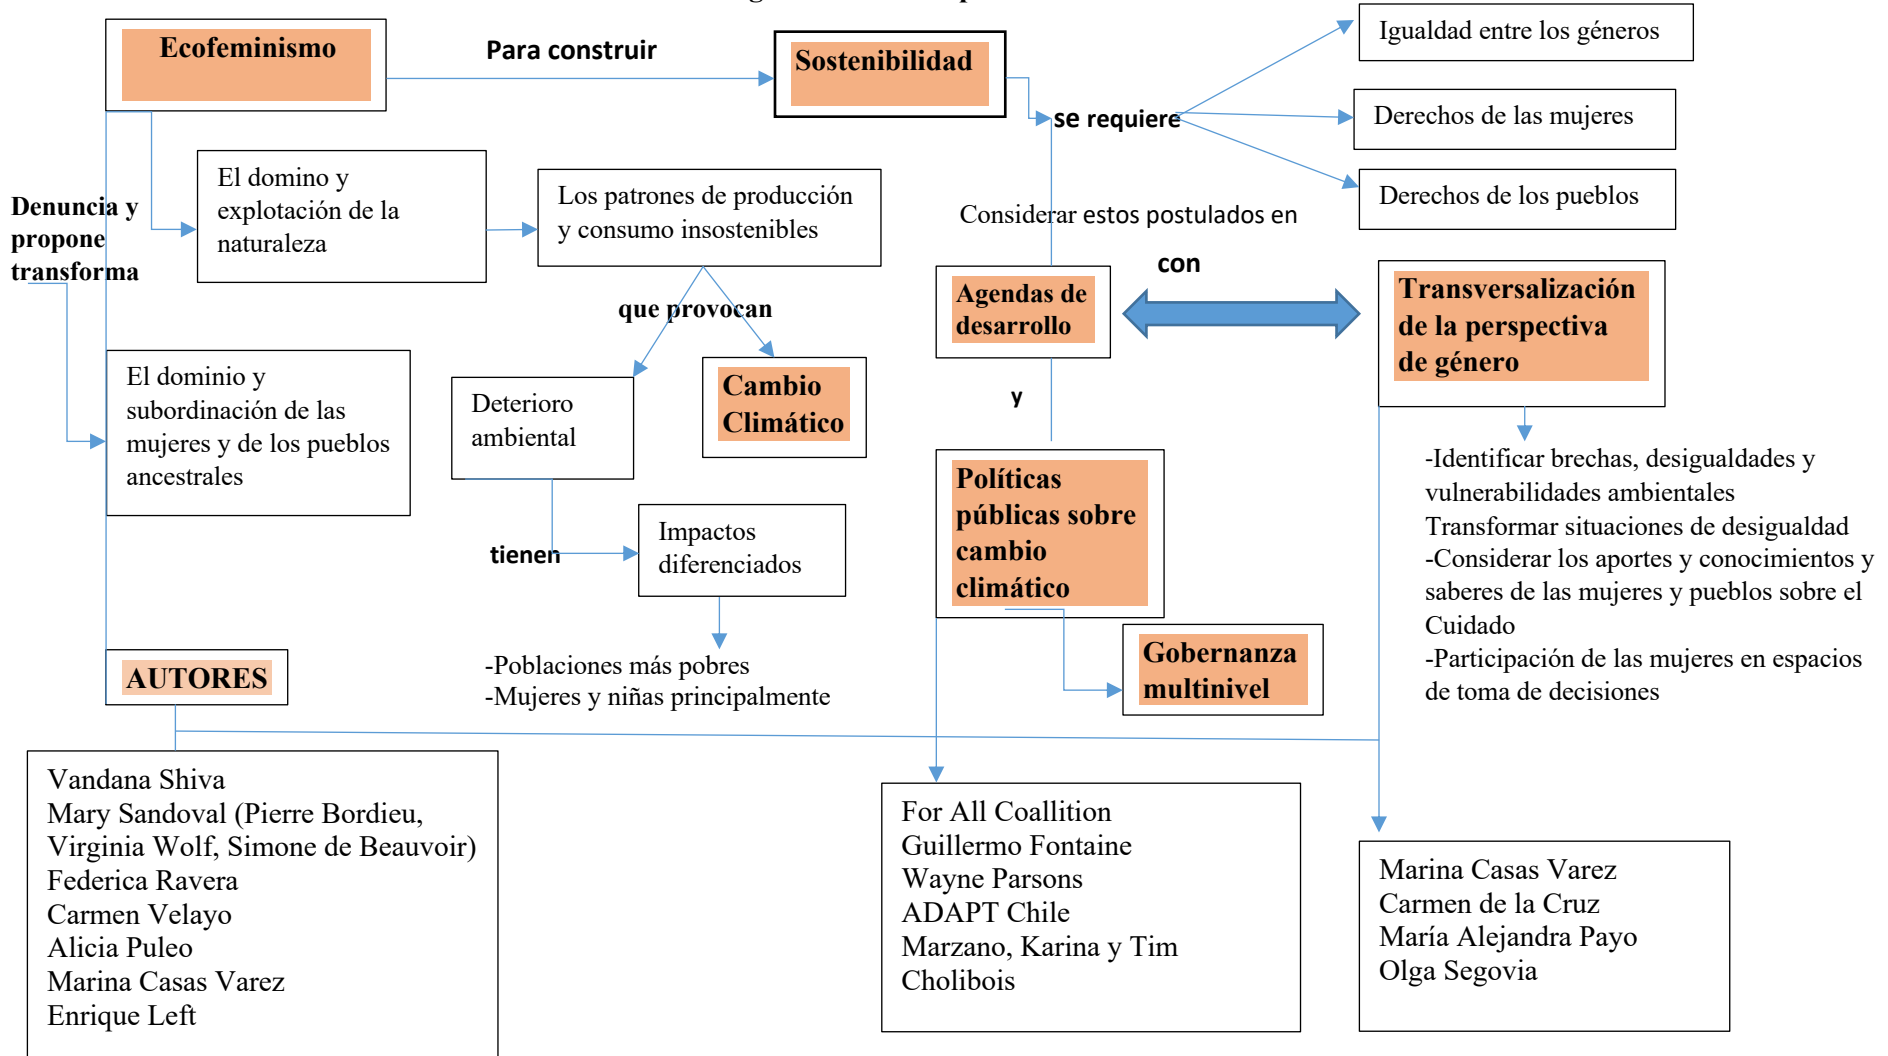 Ecofeminismo
Para construir
Sostenibilidad
se requiere
Igualdad entre los géneros
Derechos de las mujeres
Derechos de los pueblos
Denuncia y
propone
transforma
El domino y
explotación de la
naturaleza
Los patrones de producción
y consumo insostenibles
que provocan
Considerar estos postulados en
con
Agendas de
desarrollo
Transversalización
de la perspectiva
de género
El dominio y
subordinación de las
mujeres y de los pueblos
ancestrales
Deterioro
ambiental
Cambio
Climático
y
tienen
Impactos
diferenciados
Políticas
públicas sobre
cambio
climático
-Identificar brechas, desigualdades y
vulnerabilidades ambientales
Transformar situaciones de desigualdad
-Considerar los aportes y conocimientos y
saberes de las mujeres y pueblos sobre el
Cuidado
-Participación de las mujeres en espacios
de toma de decisiones
Gobernanza
multinivel
-Poblaciones más pobres
-Mujeres y niñas principalmente
AUTORES
Vandana Shiva
Mary Sandoval (Pierre Bordieu,
Virginia Wolf, Simone de Beauvoir)
Federica Ravera
Carmen Velayo
Alicia Puleo
Marina Casas Varez
Enrique Left
For All Coallition
Guillermo Fontaine
Wayne Parsons
ADAPT Chile
Marzano, Karina y Tim
Cholibois
Marina Casas Varez
Carmen de la Cruz
María Alejandra Payo
Olga Segovia